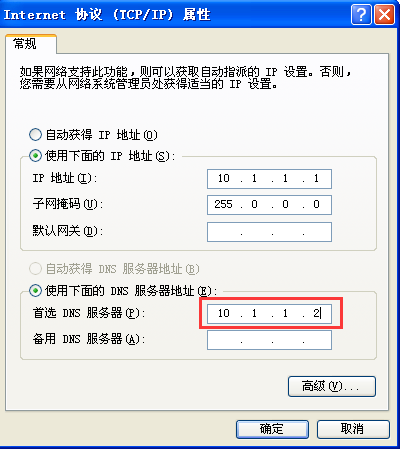 Internet 协议 (TCP/IP) 属性
常规
如果网络支持此功能,则可以获取自动指派的 IP 设置。否则,
您需要从网络系统管理员处获得适当的 IP 设置。
自动获得 IP 地址(O)
使用下面的 IP 地址(S):
IP 地址(I): 10 . 1 . 1 . 1
子网掩码(U): 255 . 0 . 0 . 0
默认网关(D): . . .
自动获得 DNS 服务器地址(B)
使用下面的 DNS 服务器地址(E):
首选 DNS 服务器(P): 10 . 1 . 1 . 2
备用 DNS 服务器(A): . . .
高级(V)...
确定 取消